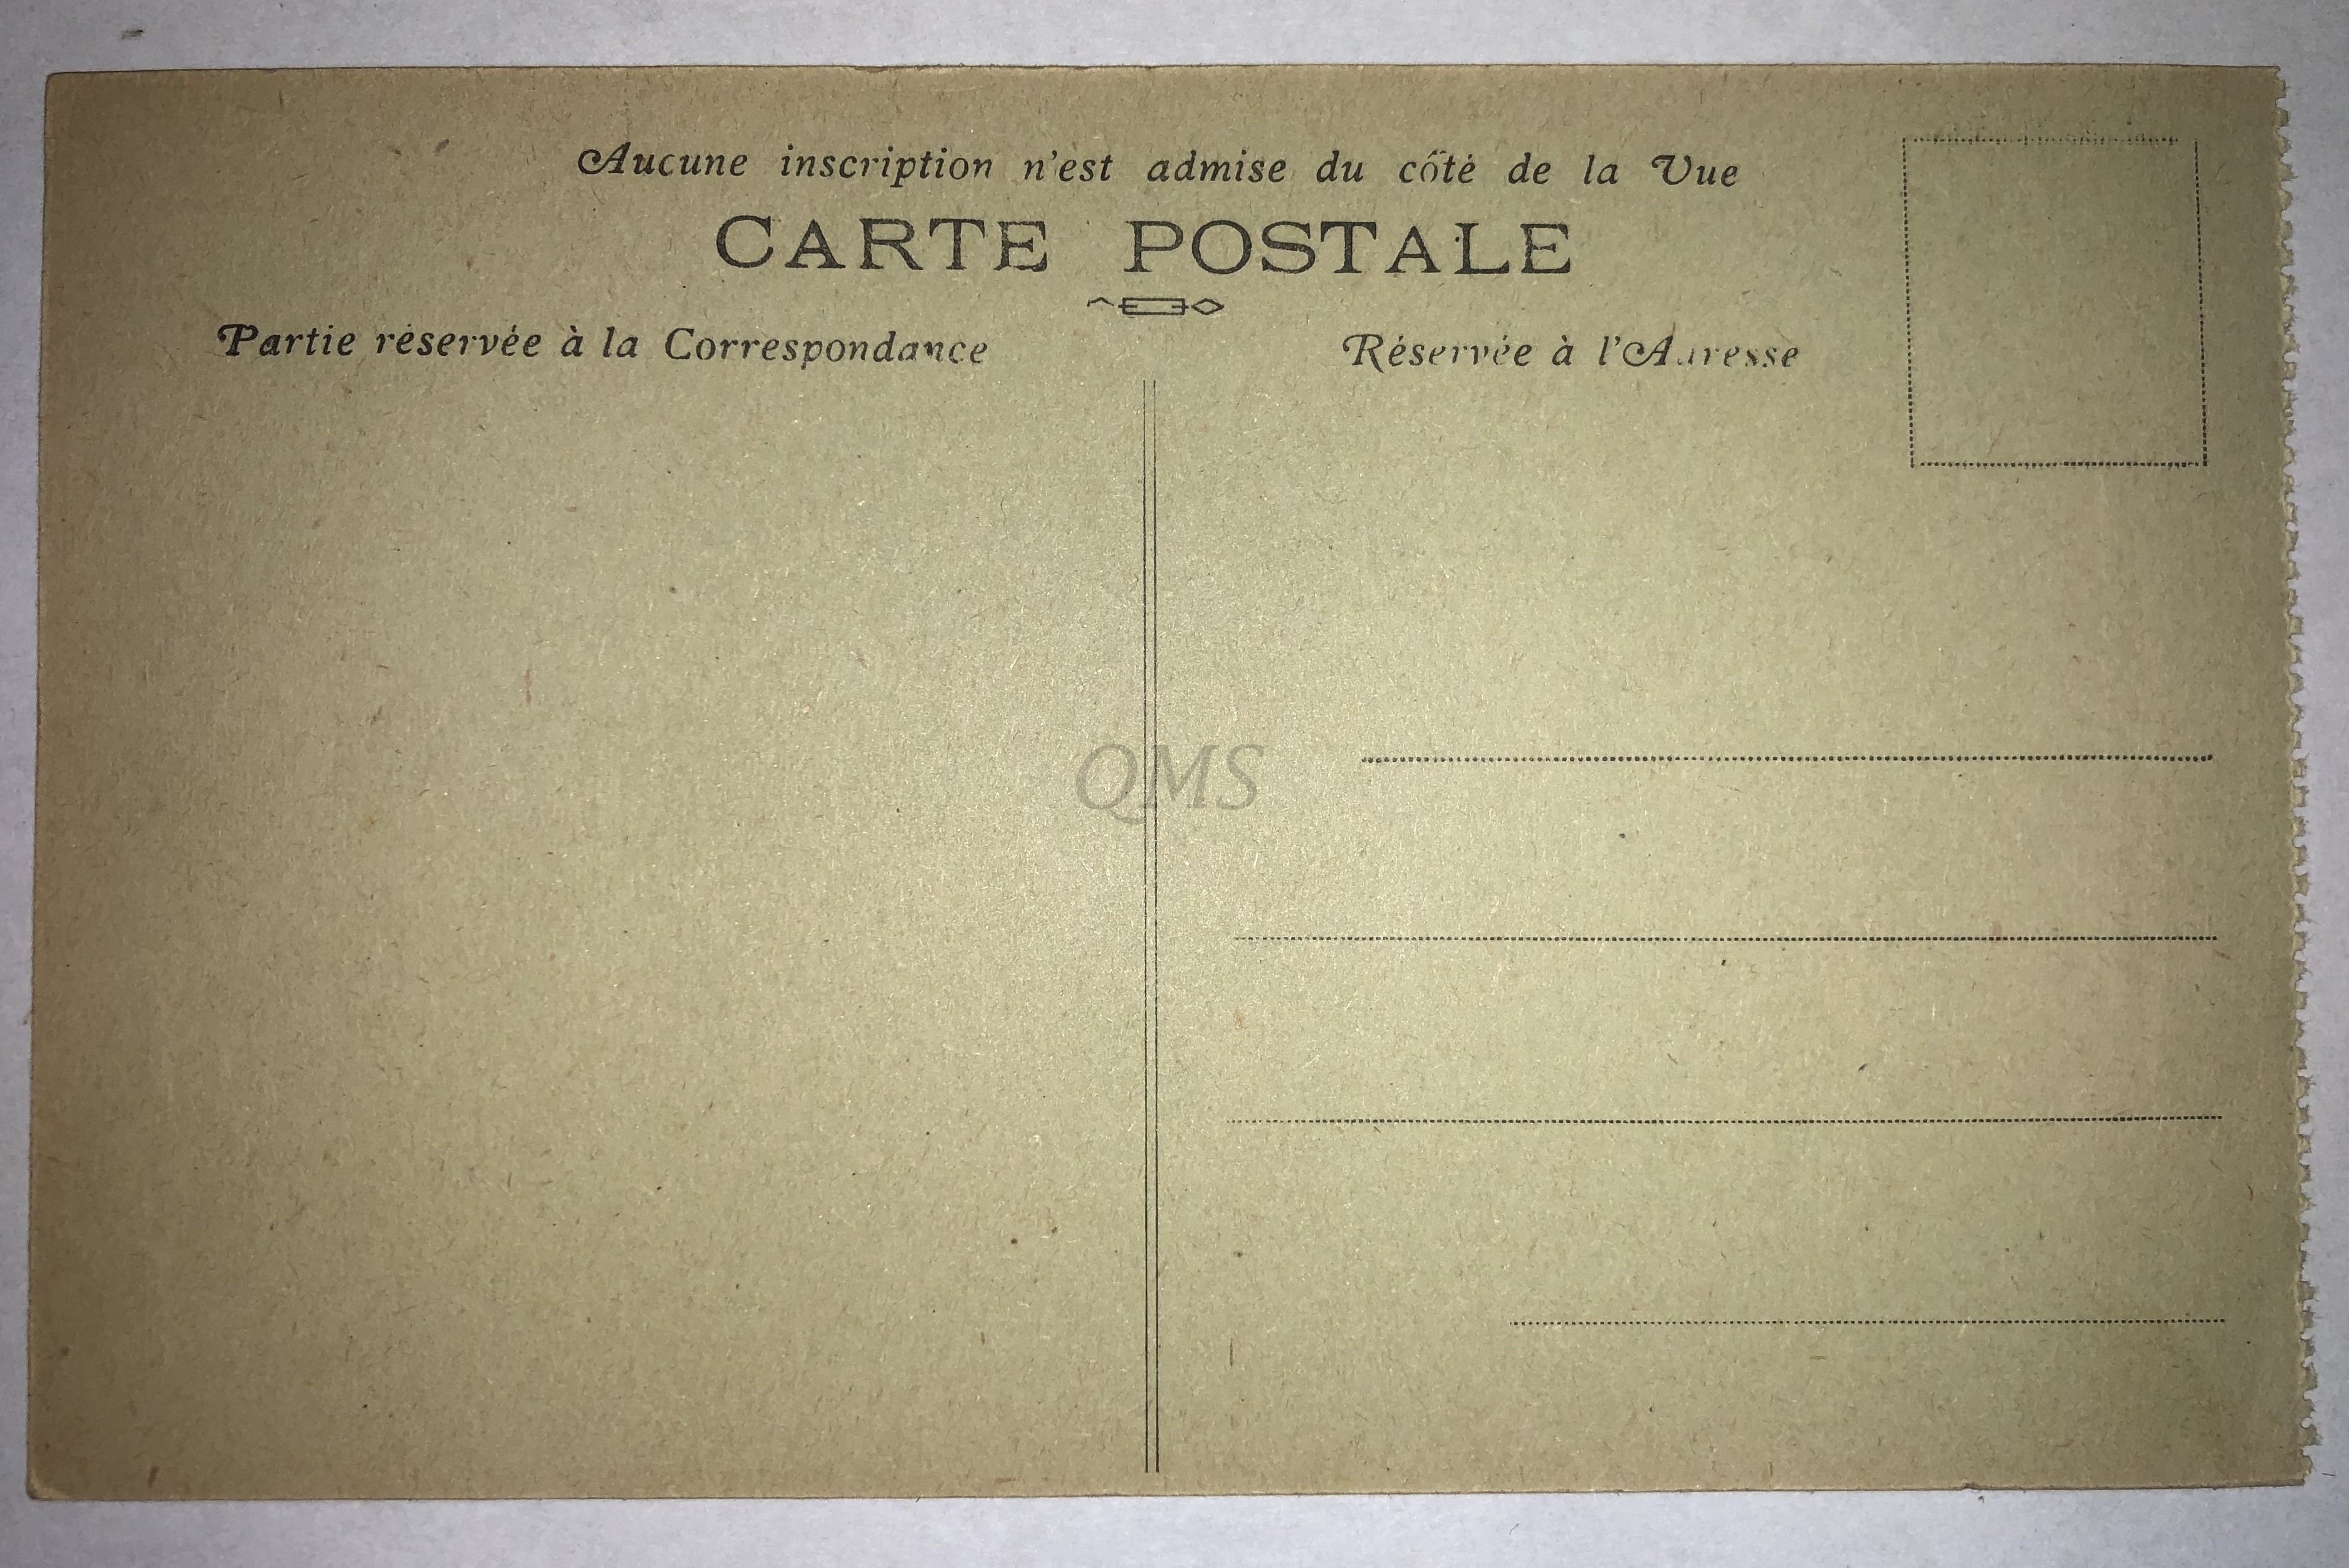 Aucune inscription n'est admise du côté de la Vue
CARTE POSTALE
Partie réservée à la Correspondance
Réservée à l'Adresse
QMS